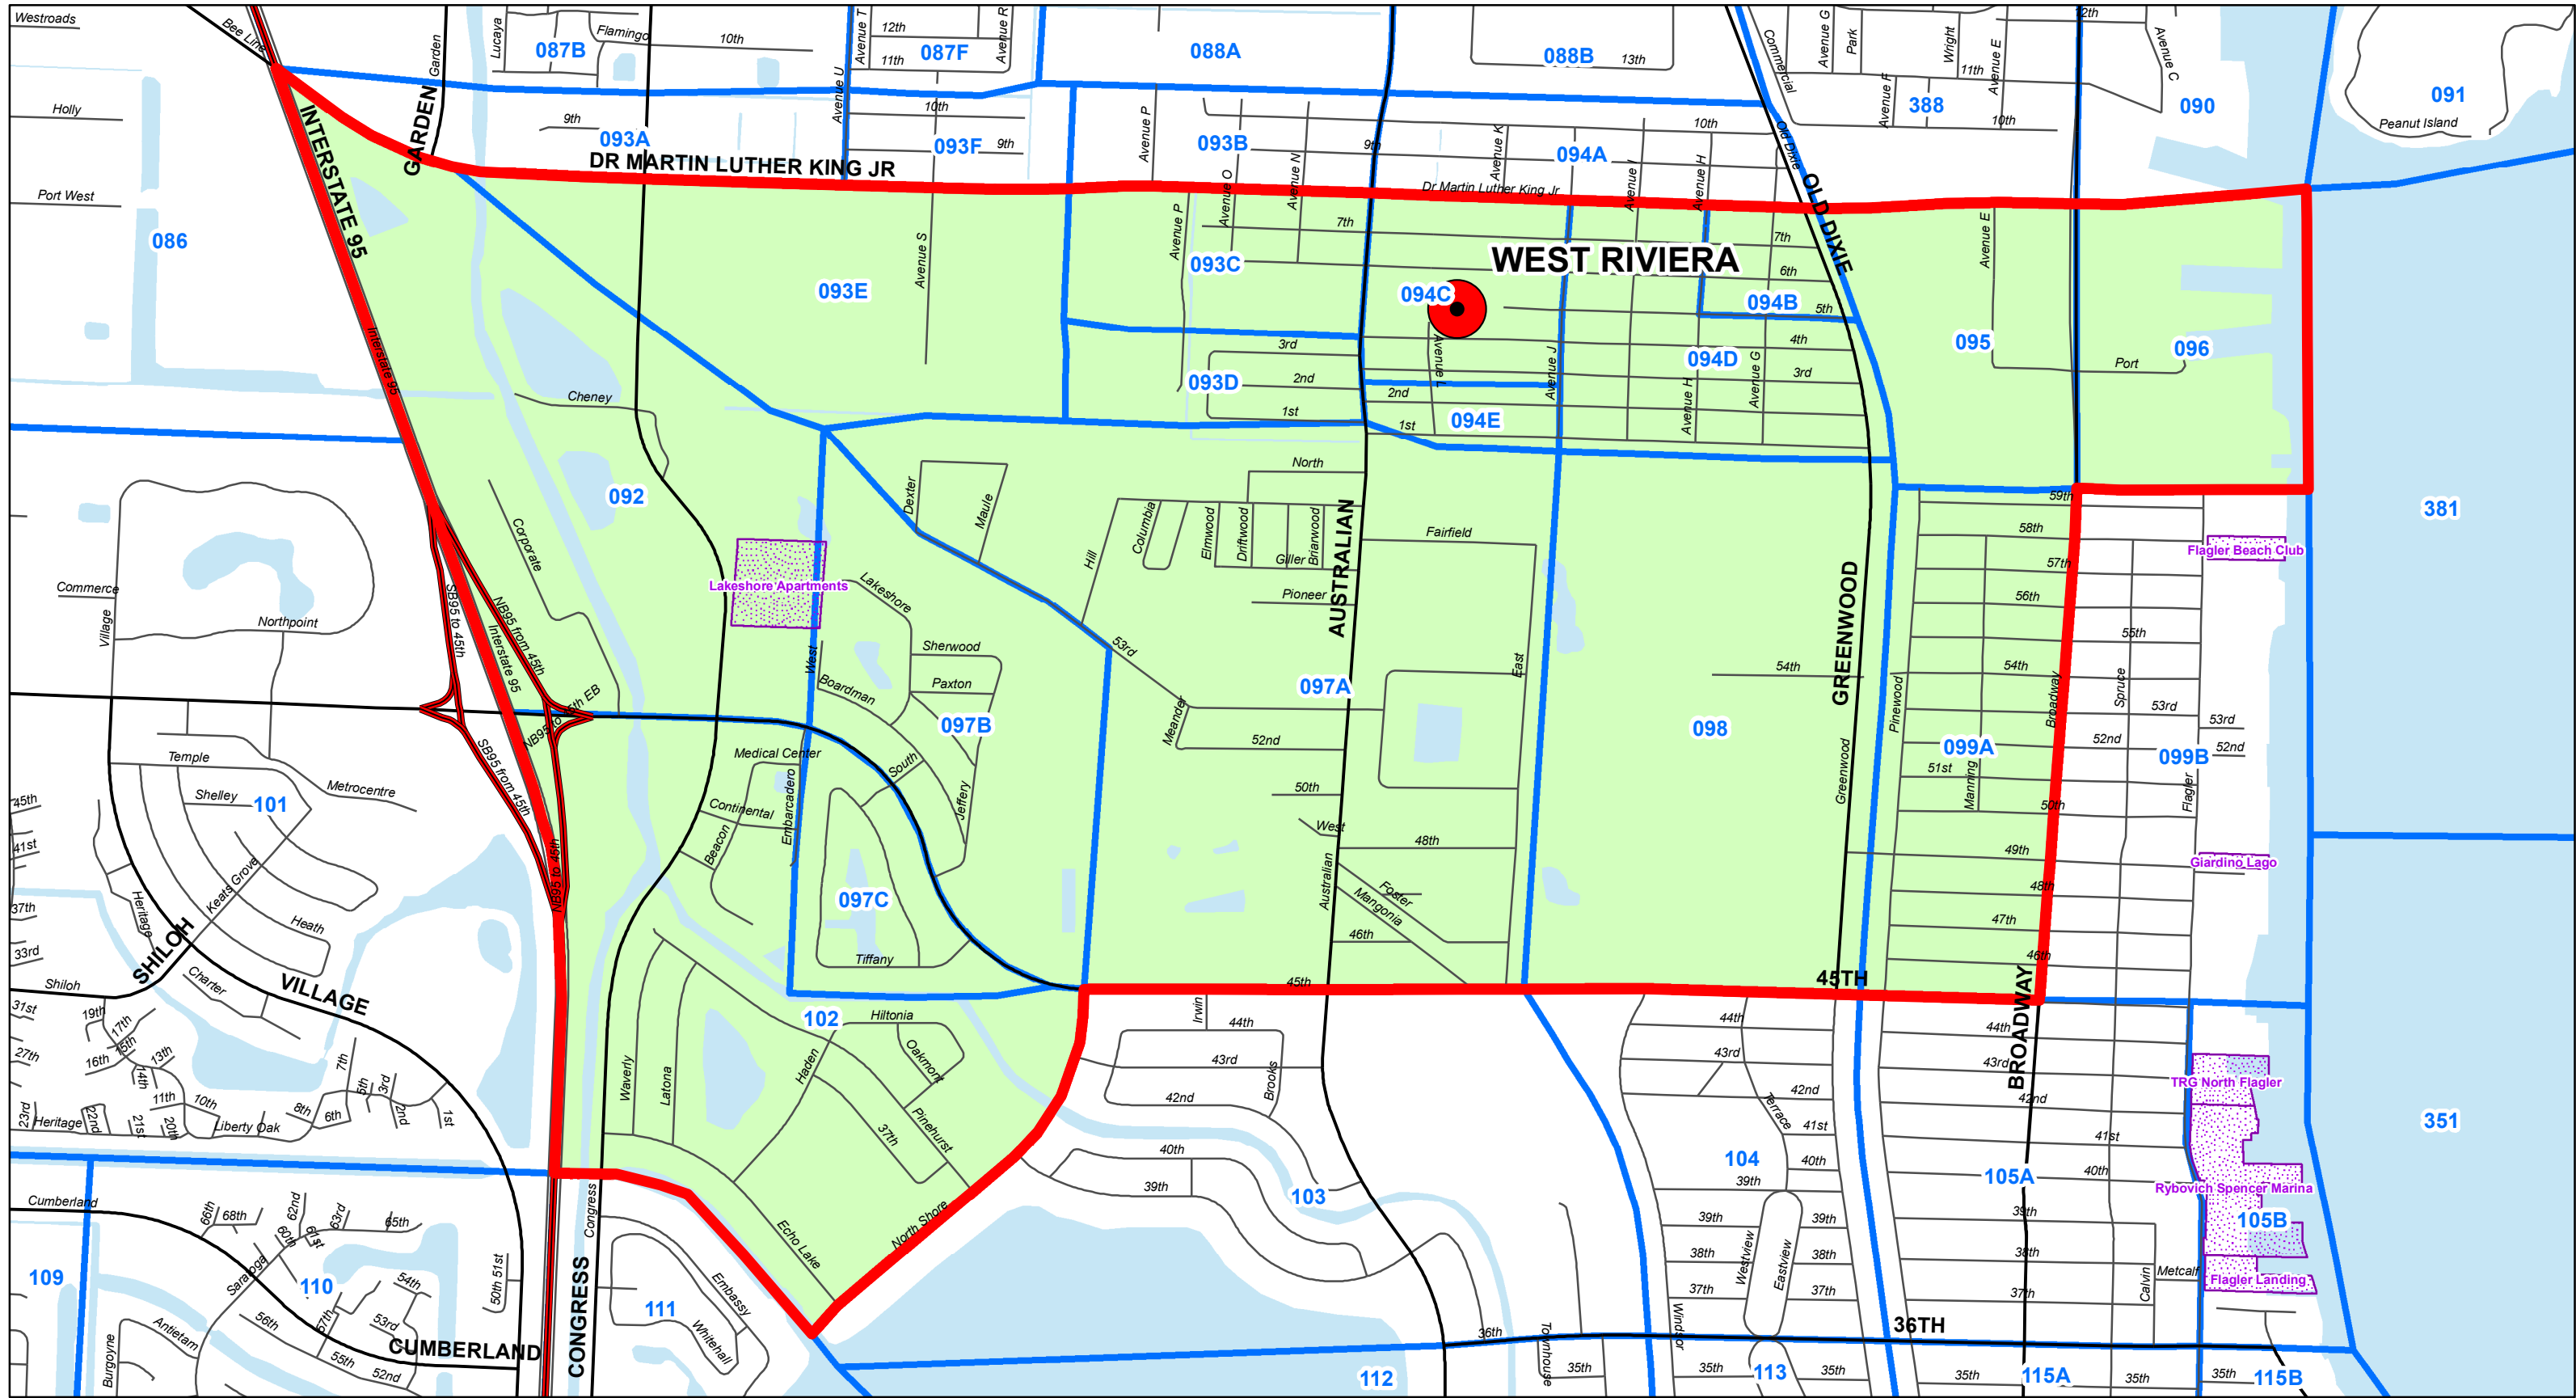 Westroads
Bee Line
Garden
Lucaya
087B
Flamingo
10th
Avenue T
12th
087F
11th
Avenue R
088A
088B
13th
Commercial
Avenue G
Park
Wright
Avenue E
12th
Avenue C
11th
Avenue F
388
090
091
Peanut Island
Holly
INTERSTATE 95
GARDEN
9th
093A
Avenue U
10th
093F
9th
Avenue P
093B
10th
9th
Avenue K
094A
Old Dixie
10th
DR MARTIN LUTHER KING JR
Dr Martin Luther King Jr
Avenue O
Avenue N
Avenue I
Avenue H
OLD DIXIE
Port West
086
Avenue S
Avenue P
7th
7th
WEST RIVIERA
6th
Avenue E
093C
093E
094C
094B
5th
Interstate 95
3rd
Avenue L
Avenue J
4th
094D
095
Port
096
093D
2nd
2nd
3rd
Avenue H
Avenue G
Cheney
1st
1st
094E
092
Dexter
Maule
North
59th
381
Corporate
Hill
Columbia
Elmwood
Driftwood
Giller
Briarwood
AUSTRALIAN
Fairfield
58th
57th
Flagler Beach Club
Commerce
Village
Northpoint
SB95 to 45th
NB95 from 45th
Interstate 95
Lakeshore Apartments
Lakeshore
Pioneer
GREENWOOD
56th
55th
53rd
West
Sherwood
Boardman
Paxton
097B
097A
East
54th
54th
Pinewood
Broadway
Spruce
Meander
098
53rd
53rd
NB95 to 45th EB
52nd
52nd
52nd
099A
099B
Temple
SB95 from 45th
Medical Center
South
Embarcadero
Jeffery
50th
Greenwood
51st
Manning
50th
Flagler
Shelley
101
Metrocentre
45th
41st
Continental
Beacon
West
48th
49th
Giardino Lago
NB95 to 45th
Keats Grove
Heritage
Heath
37th
33rd
097C
Australian
Foster
Mangonia
46th
48th
47th
46th
SHILOH
Tiffany
45th
45TH
BROADWAY
Shiloh
Charter
VILLAGE
31st
19th
17th
15th
16th
13th
14th
27th
102
Hiltonia
Oakmont
Haden
Irwin
44th
43rd
Brooks
42nd
44th
43rd
42nd
Terrace
44th
43rd
42nd
TRG North Flagler
7th
5th
3rd
2nd
1st
11th
10th
8th
6th
23rd
Heritage
22nd
21st
20th
Liberty Oak
Waverly
Latona
37th
Pinehurst
40th
39th
103
104
41st
40th
39th
41st
40th
105A
Rybovich Spencer Marina
105B
351
Cumberland
66th
68th
62nd
60th
61st
63rd
65th
Congress
Echo Lake
North Shore
39th
39th
39th
38th
Westview
Eastview
38th
38th
37th
37th
37th
Calvin
Metcalf
Flagler Landing
109
Saratoga
110
54th
50th
51st
CONGRESS
111
Embassy
Whitehall
Windsor
Burgoyne
Antietam
56th
57th
53rd
55th
52nd
CUMBERLAND
36th
36TH
Townhouse
112
35th
35th
113
35th
35th
115A
35th
35th
115B